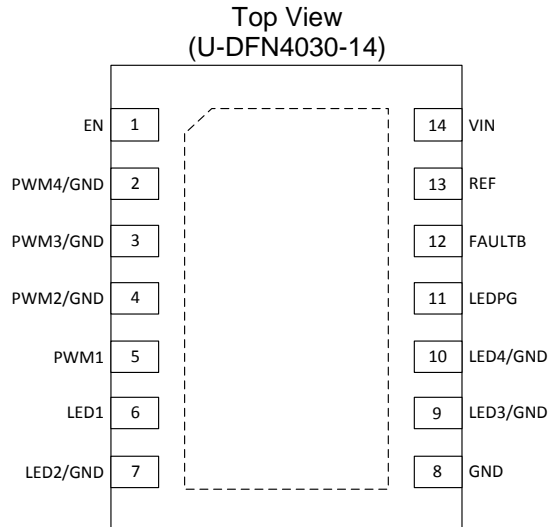 Top View
(U-DFN4030-14)
EN 1 14 VIN
PWM4/GND 2 13 REF
PWM3/GND 3 12 FAULTB
PWM2/GND 4 11 LEDPG
PWM1 5 10 LED4/GND
LED1 6 9 LED3/GND
LED2/GND 7 8 GND